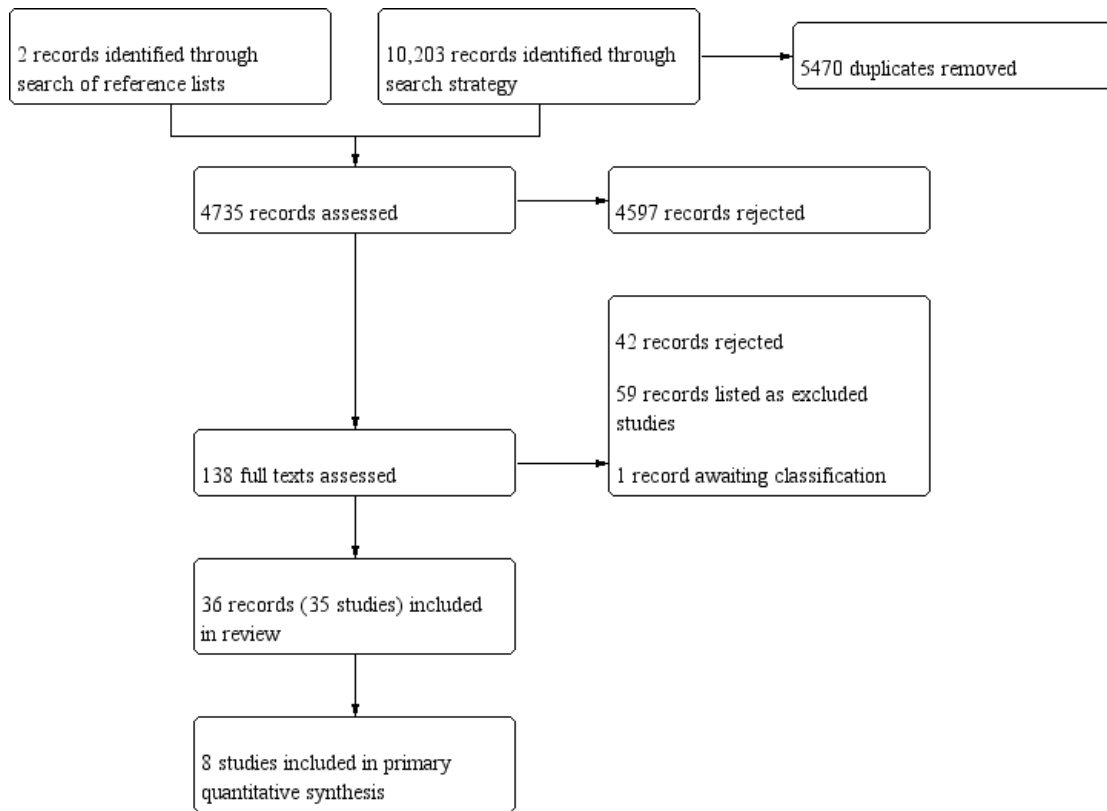 2 records identified through
search of reference lists
10,203 records identified through
search strategy
5470 duplicates removed
4735 records assessed
4597 records rejected
42 records rejected
59 records listed as excluded
studies
1 record awaiting classification
138 full texts assessed
36 records (35 studies) included
in review
8 studies included in primary
quantitative synthesis